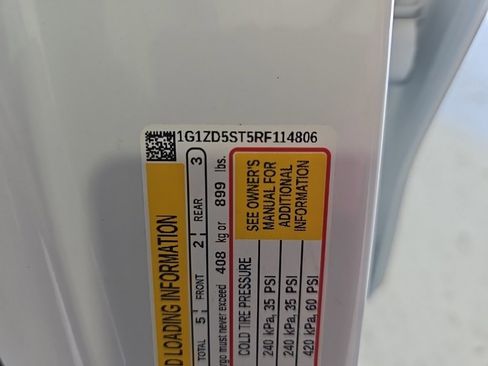 1G1ZD5ST5RF114806
D LOADING INFORMATION
TOTAL 5 FRONT 2 REAR 3
rgo must never exceed 408 kg or 899 lbs.
COLD TIRE PRESSURE
SEE OWNER'S
MANUAL FOR
ADDITIONAL
INFORMATION
240 kPa, 35 PSI
240 kPa, 35 PSI
420 kPa, 60 PSI